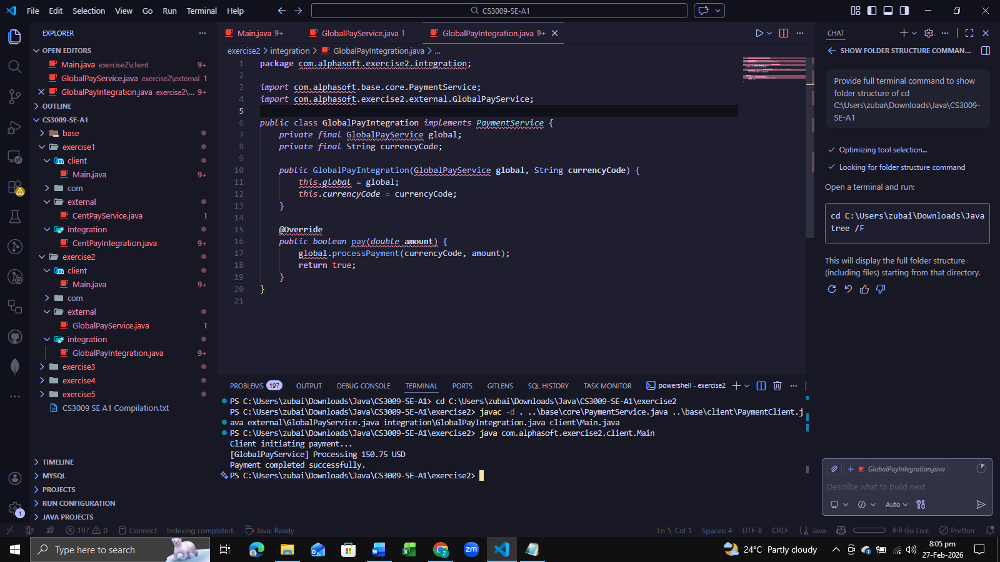 File Edit Selection View Go Run Terminal Help
CS3009-SE-A1
EXPLORER
OPEN EDITORS
Main.java exercise2\client 9+
GlobalPayService.java exercise2\external 1
GlobalPayIntegration.java exercise2\... 9+
OUTLINE
CS3009-SE-A1
base
exercise1
client
Main.java 9+
com
external
CentPayService.java 1
integration
CentPayIntegration.java 9+
exercise2
client
Main.java 9+
com
external
GlobalPayService.java 1
integration
GlobalPayIntegration.java 9+
exercise3
exercise4
exercise5
CS3009 SE A1 Compilation.txt
TIMELINE
MYSQL
PROJECTS
RUN CONFIGURATION
JAVA PROJECTS
1
Main.java 9+ GlobalPayService.java 1 GlobalPayIntegration.java 9+
exercise2 > integration > GlobalPayIntegration.java > ...
1 package com.alphasoft.exercise2.integration;
2
3 import com.alphasoft.base.core.PaymentService;
4 import com.alphasoft.exercise2.external.GlobalPayService;
5
6 public class GlobalPayIntegration implements PaymentService {
7 private final GlobalPayService global;
8 private final String currencyCode;
9
10 public GlobalPayIntegration(GlobalPayService global, String currencyCode) {
11 this.global = global;
12 this.currencyCode = currencyCode;
13 }
14
15 @Override
16 public boolean pay(double amount) {
17 global.processPayment(currencyCode, amount);
18 return true;
19 }
20 }
21
PROBLEMS 197 OUTPUT DEBUG CONSOLE TERMINAL PORTS GITLENS SQL HISTORY TASK MONITOR powershell - exercise2
PS C:\Users\zubai\Downloads\Java\CS3009-SE-A1> cd C:\Users\zubai\Downloads\Java\CS3009-SE-A1\exercise2
PS C:\Users\zubai\Downloads\Java\CS3009-SE-A1\exercise2> javac -d . ..\base\core\PaymentService.java ..\base\client\PaymentClient.j
ava external\GlobalPayService.java integration\GlobalPayIntegration.java client\Main.java
PS C:\Users\zubai\Downloads\Java\CS3009-SE-A1\exercise2> java com.alphasoft.exercise2.client.Main
Client initiating payment...
[GlobalPayService] Processing 150.75 USD
Payment completed successfully.
PS C:\Users\zubai\Downloads\Java\CS3009-SE-A1\exercise2>
CHAT
SHOW FOLDER STRUCTURE COMMAN...
Provide full terminal command to show
folder structure of cd
C:\Users\zubai\Downloads\Java\CS3009-
SE-A1
Optimizing tool selection...
Looking for folder structure command
Open a terminal and run:
cd C:\Users\zubai\Downloads\Java
tree /F
This will display the full folder structure
(including files) starting from that directory.
GlobalPayIntegration.java
Describe what to build next
Auto
197 0 Connect Indexing completed. Java: Ready Ln 5, Col 1 Spaces: 4 UTF-8 CRLF Java Go Live Prettier
Type here to search
24°C Partly cloudy
8:05 pm
27-Feb-2026